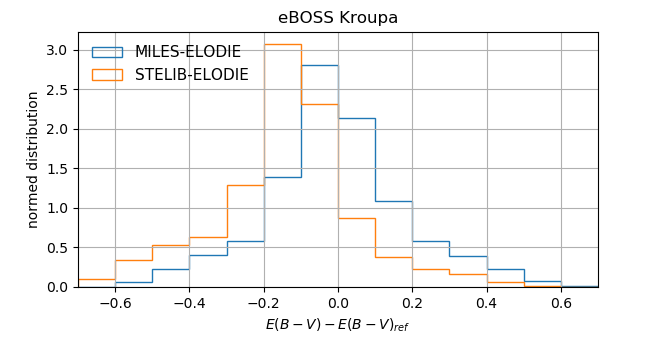 eBOSS Kroupa
MILES-ELODIE
STELIB-ELODIE
normed distribution
3.0
2.5
2.0
1.5
1.0
0.5
0.0
−0.6 −0.4 −0.2 0.0 0.2 0.4 0.6
E(B − V) − E(B − V)ref